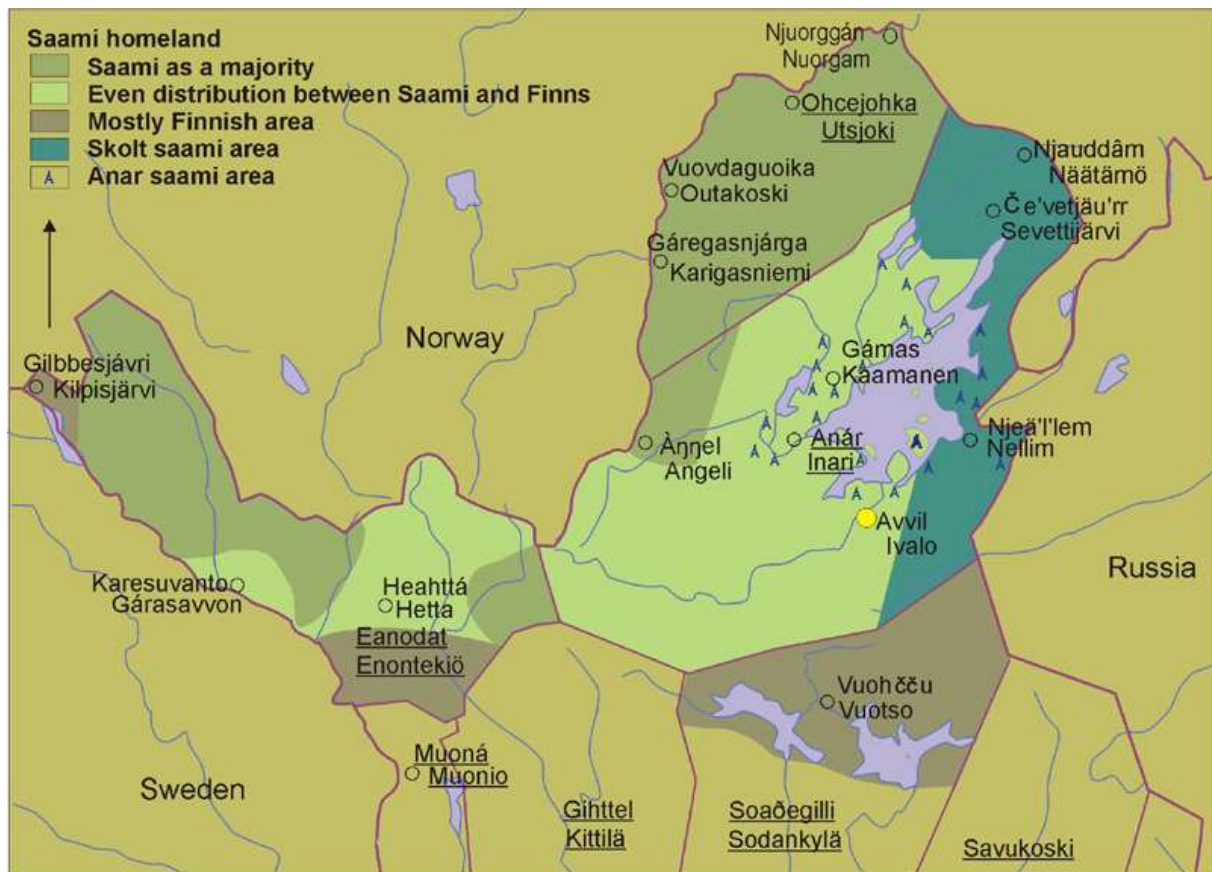 Saami homeland
Saami as a majority
Even distribution between Saami and Finns
Mostly Finnish area
Skolt saami area
Anar saami area
Njuorggán
Nuorgam
Ohcejohka
Utsjoki
Vuovdaguoika
Outakoski
Gáregasnjárga
Karigasniemi
Njauddâm
Näätämö
Če'vetjäu'rr
Sevettijärvi
Norway
Gilbbesjávri
Kilpisjärvi
Gámas
Kaamanen
Àŋŋel
Angeli
Anár
Inari
Njeä'l'lem
Nellim
Avvil
Ivalo
Russia
Karesuvanto
Gárasavvon
Heahttá
Hetta
Eanodat
Enontekiö
Vuohčču
Vuotso
Sweden
Muoná
Muonio
Gihttel
Kittilä
Soaðegilli
Sodankylä
Savukoski